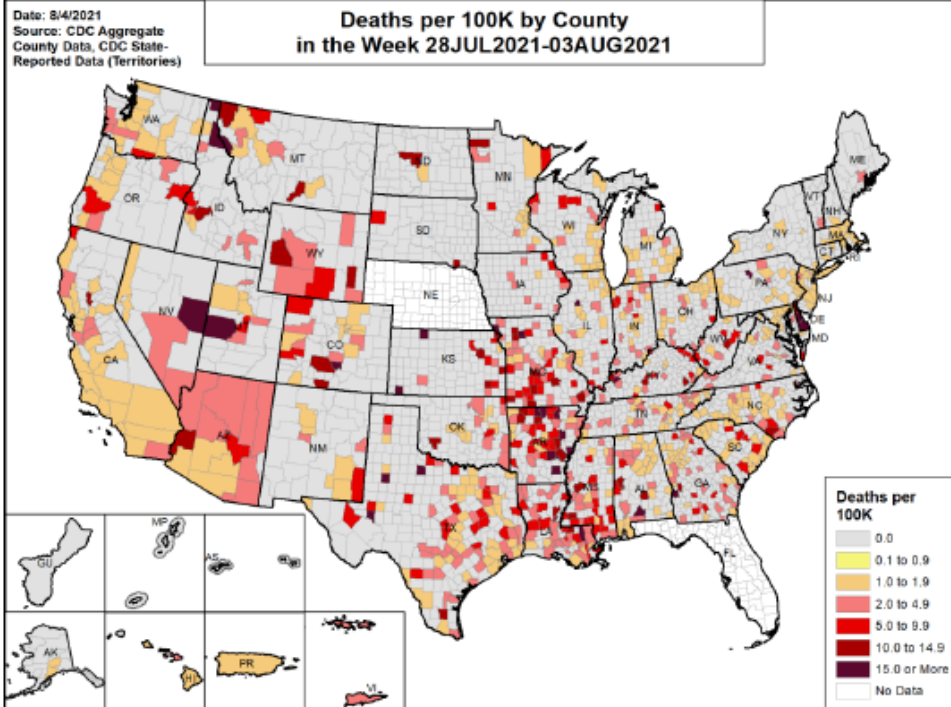 Date: 8/4/2021
Source: CDC Aggregate
County Data, CDC State-
Reported Data (Territories)
Deaths per 100K by County
in the Week 28JUL2021-03AUG2021
WA
MT
ND
MN
ME
OR
ID
WY
SD
WI
MI
VT
NH
NY
MA
CT
RI
NV
UT
NE
IA
PA
NJ
CA
CO
KS
MO
IL
IN
OH
WV
DE
MD
VA
KY
AZ
NM
OK
AR
TN
NC
SC
TX
LA
MS
AL
GA
FL
GU
MP
AS
AK
HI
PR
VI
Deaths per
100K
0.0
0.1 to 0.9
1.0 to 1.9
2.0 to 4.9
5.0 to 9.9
10.0 to 14.9
15.0 or More
No Data